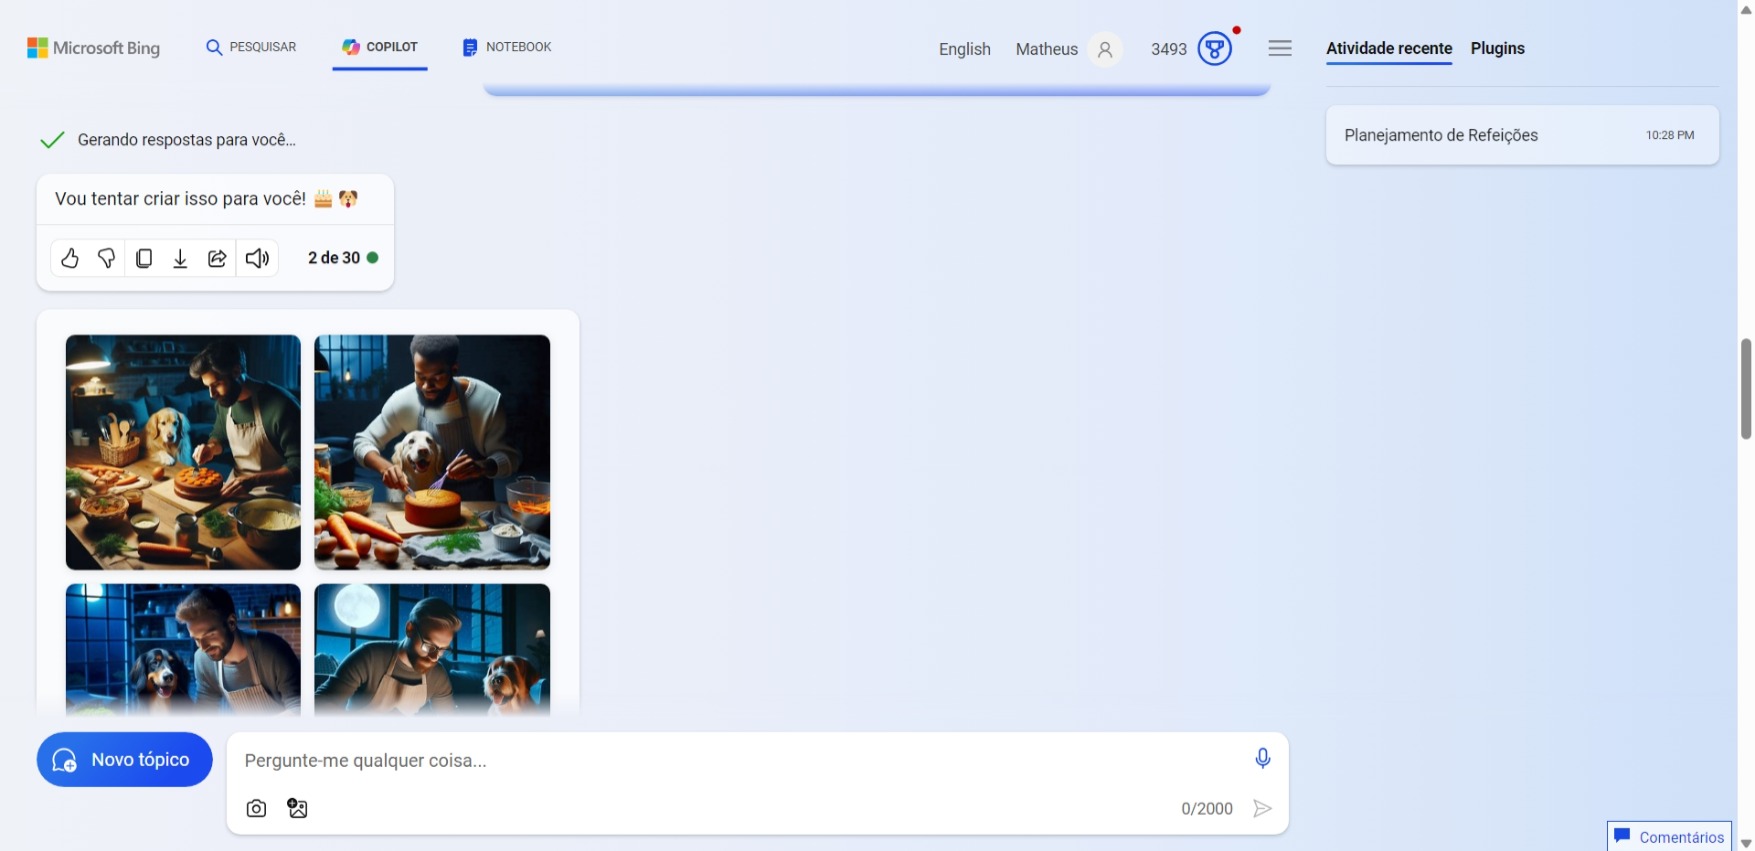 Microsoft Bing
PESQUISAR
COPILOT
NOTEBOOK
English
Matheus
3493
Atividade recente
Plugins
Gerando respostas para você...
Planejamento de Refeições
10:28 PM
Vou tentar criar isso para você! 🎂 🐶
2 de 30
Novo tópico
Pergunte-me qualquer coisa...
0/2000
Comentários